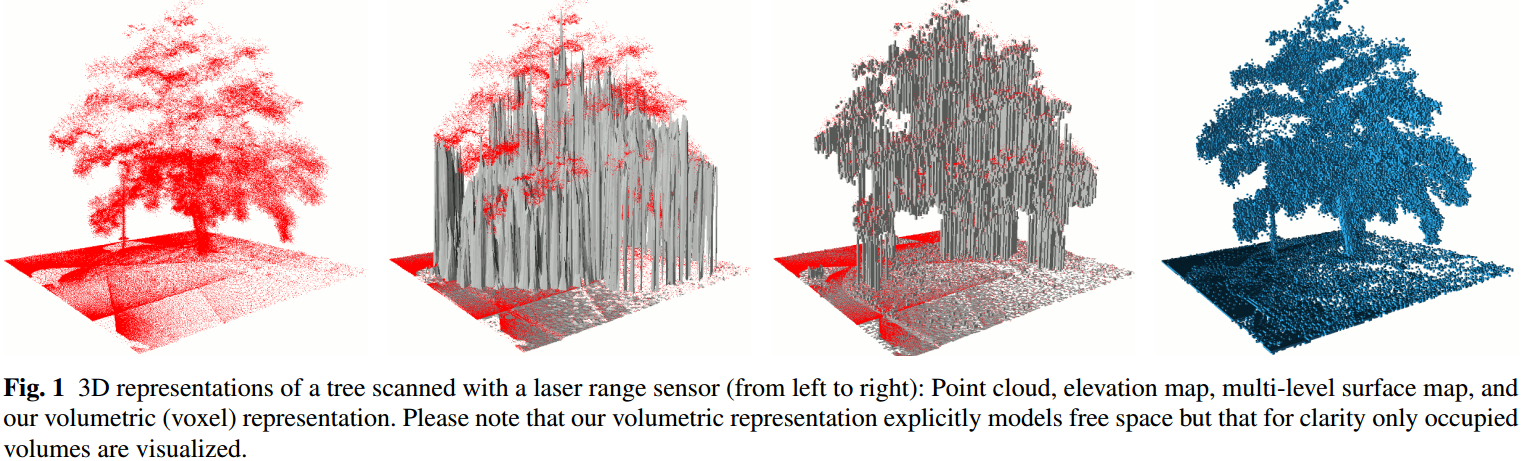 Fig. 1 3D representations of a tree scanned with a laser range sensor (from left to right): Point cloud, elevation map, multi-level surface map, and
our volumetric (voxel) representation. Please note that our volumetric representation explicitly models free space but that for clarity only occupied
volumes are visualized.